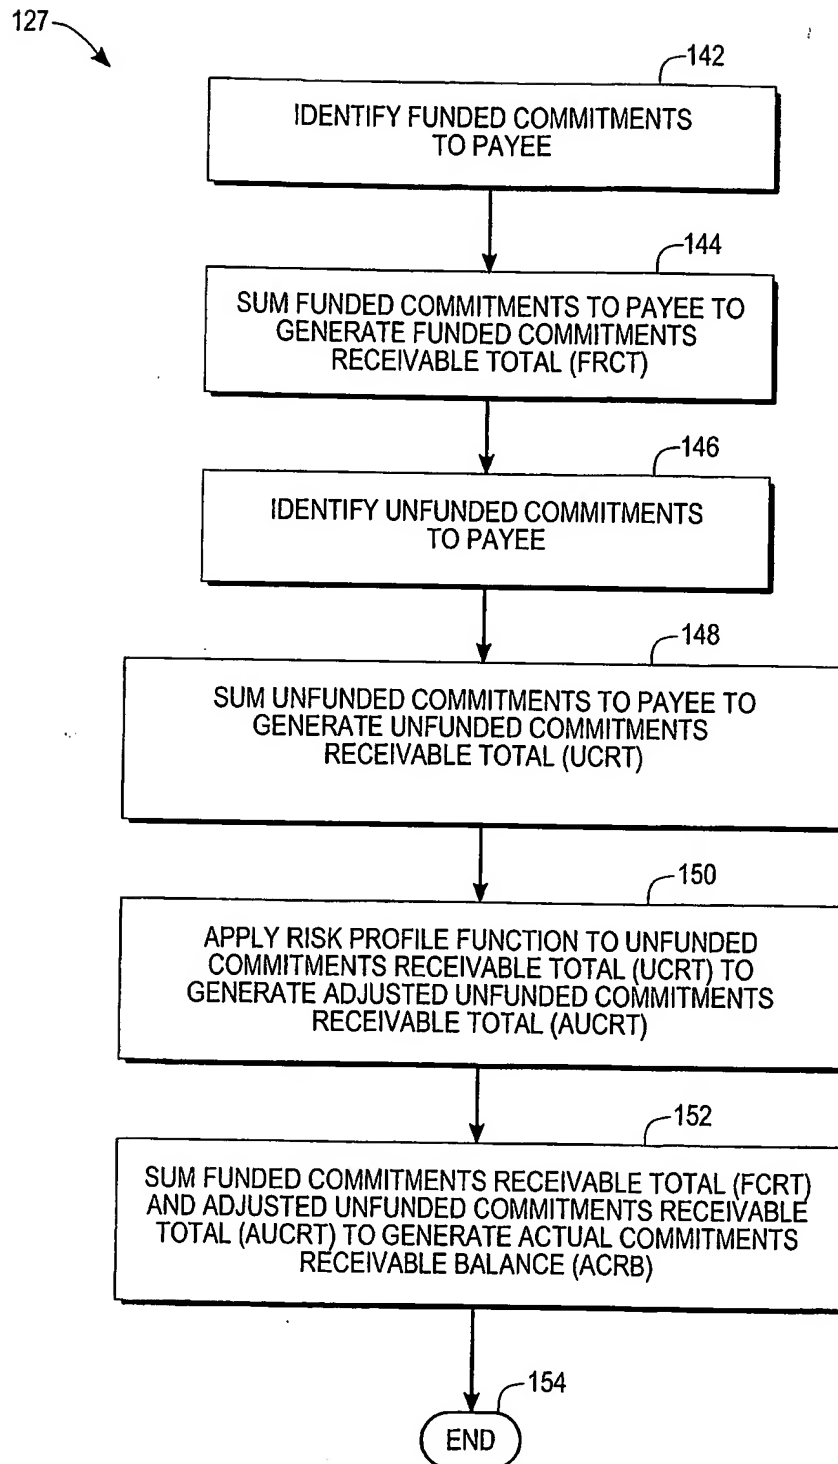 127
142
IDENTIFY FUNDED COMMITMENTS
TO PAYEE
144
SUM FUNDED COMMITMENTS TO PAYEE TO
GENERATE FUNDED COMMITMENTS
RECEIVABLE TOTAL (FRCT)
146
IDENTIFY UNFUNDED COMMITMENTS
TO PAYEE
148
SUM UNFUNDED COMMITMENTS TO PAYEE TO
GENERATE UNFUNDED COMMITMENTS
RECEIVABLE TOTAL (UCRT)
150
APPLY RISK PROFILE FUNCTION TO UNFUNDED
COMMITMENTS RECEIVABLE TOTAL (UCRT) TO
GENERATE ADJUSTED UNFUNDED COMMITMENTS
RECEIVABLE TOTAL (AUCRT)
152
SUM FUNDED COMMITMENTS RECEIVABLE TOTAL (FCRT)
AND ADJUSTED UNFUNDED COMMITMENTS RECEIVABLE
TOTAL (AUCRT) TO GENERATE ACTUAL COMMITMENTS
RECEIVABLE BALANCE (ACRB)
154
END